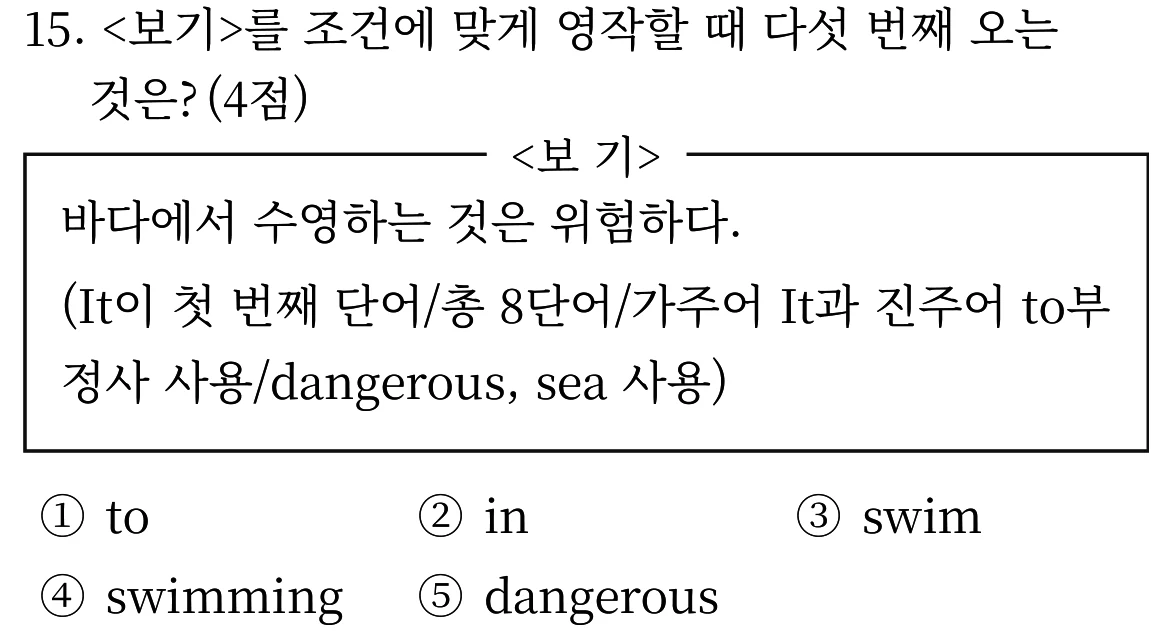 15. <보기>를 조건에 맞게 영작할 때 다섯 번째 오는
것은? (4점)
<보 기>
바다에서 수영하는 것은 위험하다.
(It이 첫 번째 단어/총 8단어/가주어 It과 진주어 to부
정사 사용/dangerous, sea 사용)
① to ② in ③ swim
④ swimming ⑤ dangerous